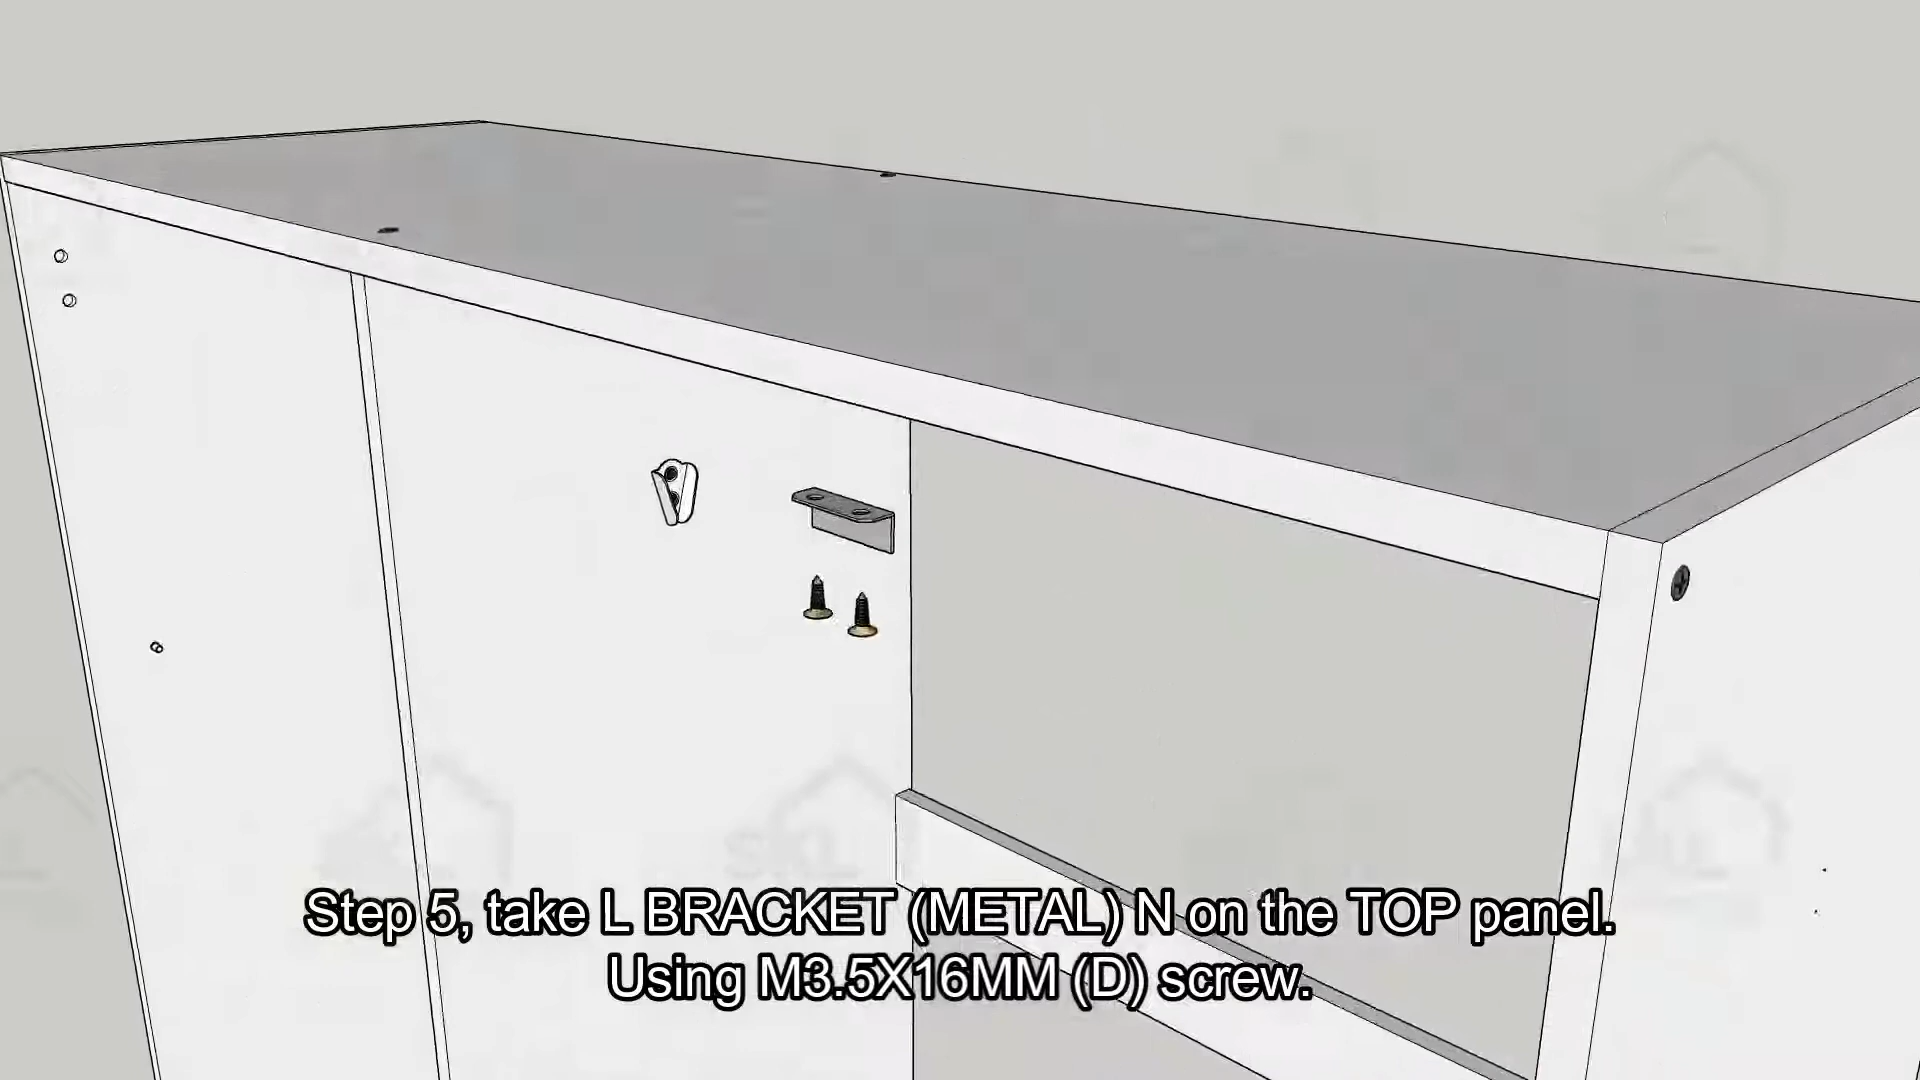 Step 5, take L BRACKET (METAL) N on the TOP panel.
Using M3.5X16MM (D) screw.